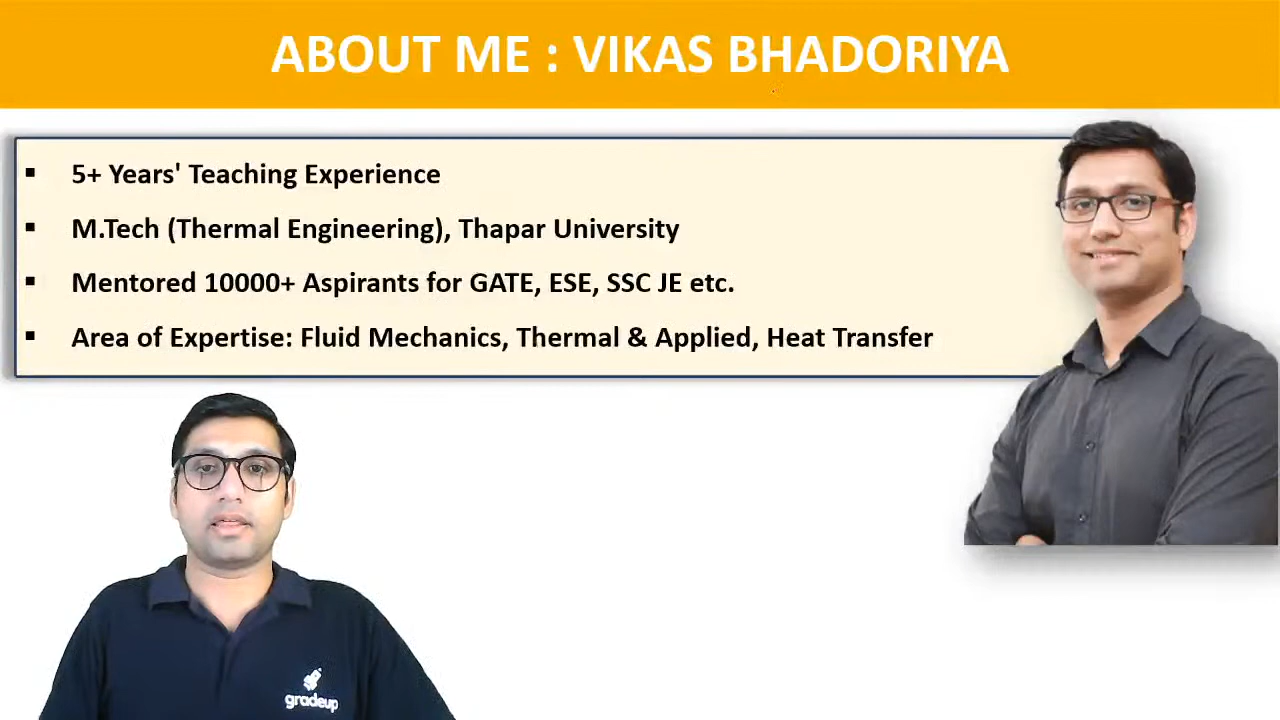 ABOUT ME : VIKAS BHADORIYA
▪ 5+ Years' Teaching Experience
▪ M.Tech (Thermal Engineering), Thapar University
▪ Mentored 10000+ Aspirants for GATE, ESE, SSC JE etc.
▪ Area of Expertise: Fluid Mechanics, Thermal & Applied, Heat Transfer
gradeup